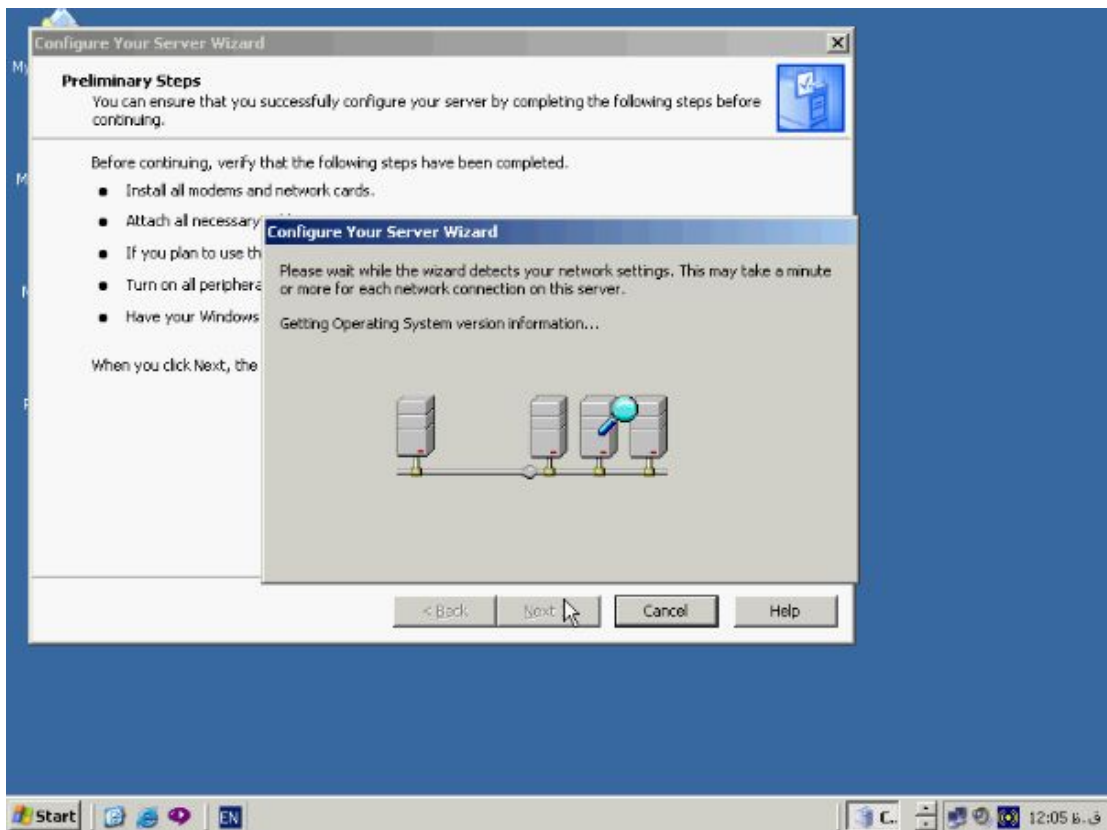 Configure Your Server Wizard
Preliminary Steps
You can ensure that you successfully configure your server by completing the following steps before
continuing.
Before continuing, verify that the following steps have been completed.
Install all modems and network cards.
Attach all necessary
If you plan to use th
Turn on all periphera
Have your Windows
When you click Next, the
Configure Your Server Wizard
Please wait while the wizard detects your network settings. This may take a minute
or more for each network connection on this server.
Getting Operating System version information...
< Back Next Cancel Help
Start EN C.. 12:05 ق.ظ